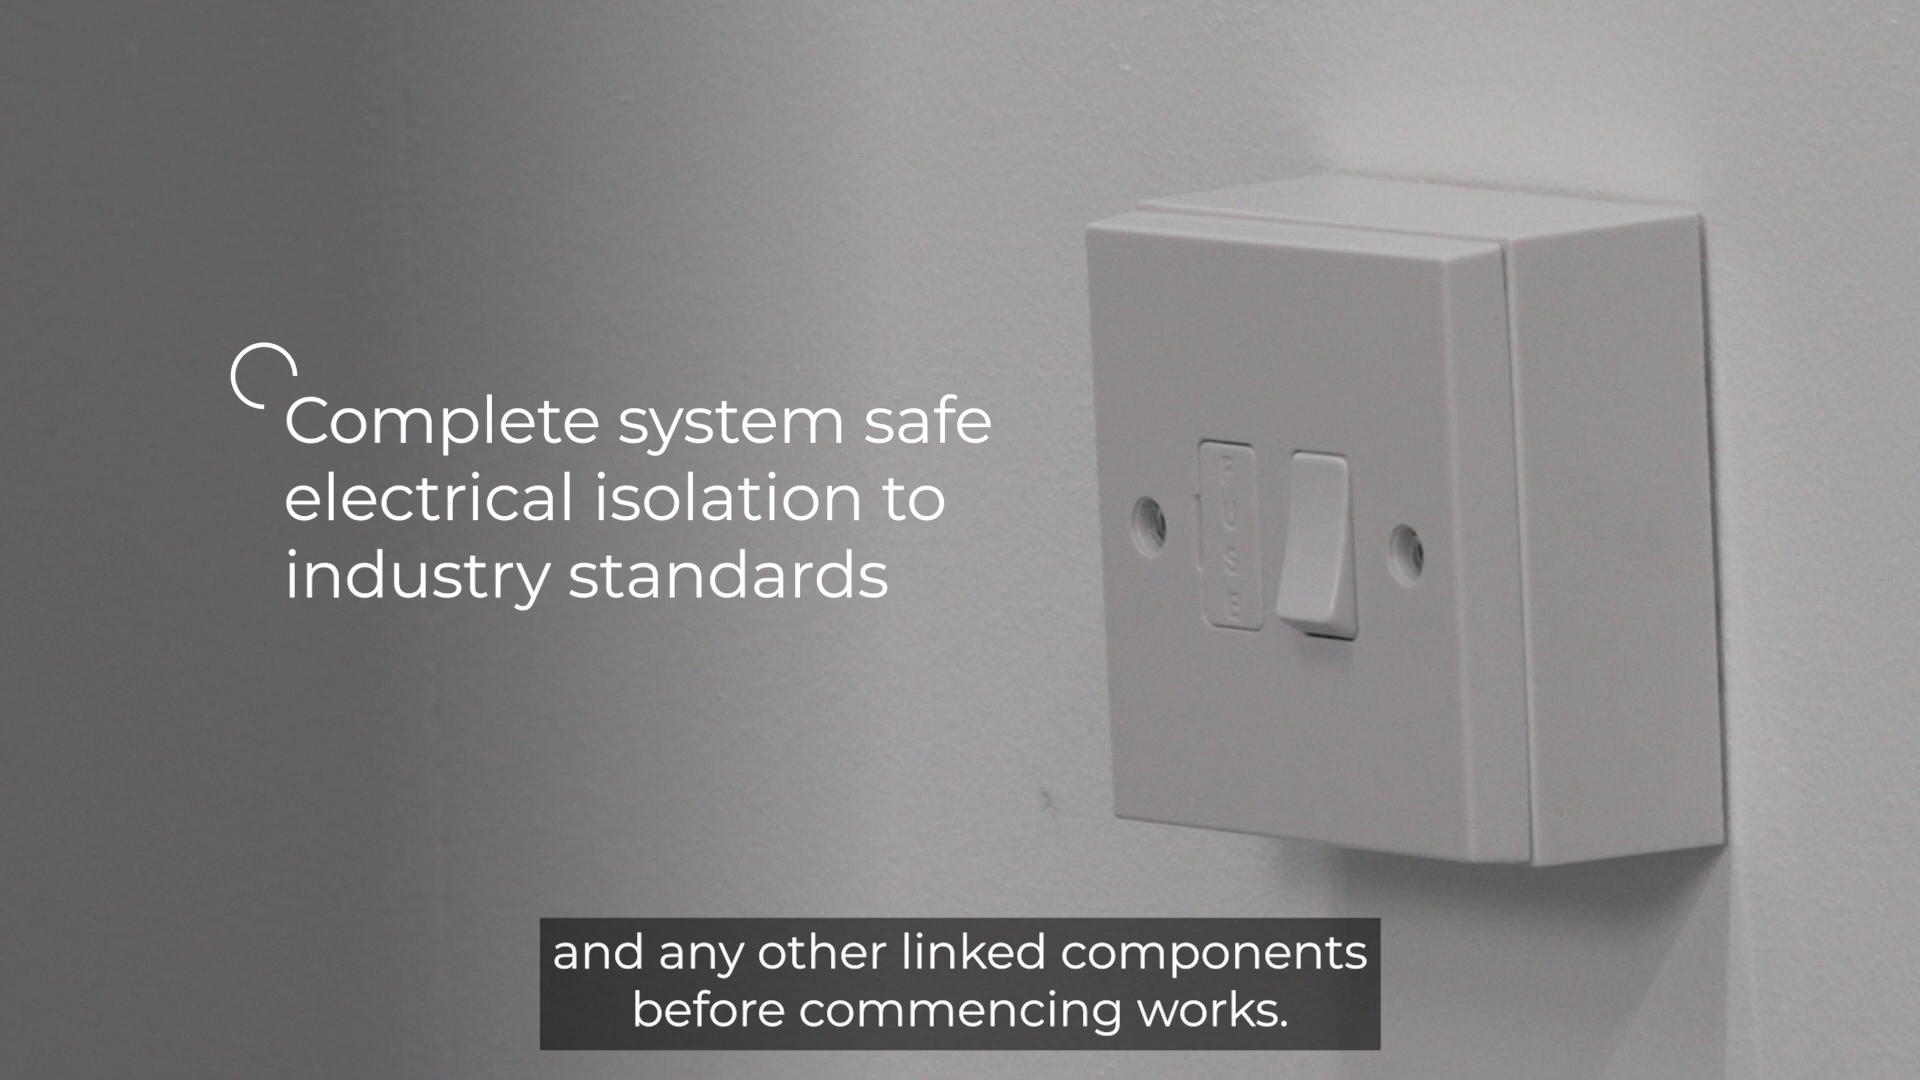 Complete system safe
electrical isolation to
industry standards
FUSE
and any other linked components
before commencing works.